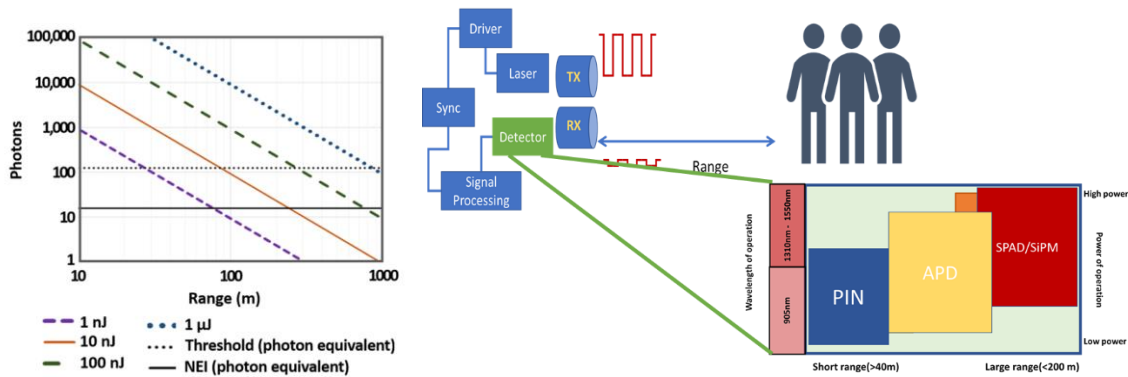 100,000
10,000
1,000
100
10
1
Photons
10
100
1000
Range (m)
1 nJ
10 nJ
100 nJ
1 µJ
Threshold (photon equivalent)
NEI (photon equivalent)
Driver
Laser
TX
Sync
RX
Detector
Signal
Processing
Range
Wavelength of operation
1310nm - 1550nm
905nm
PIN
APD
SPAD/SiPM
High power
Power of operation
Low power
Short range(>40m)
Large range(<200 m)